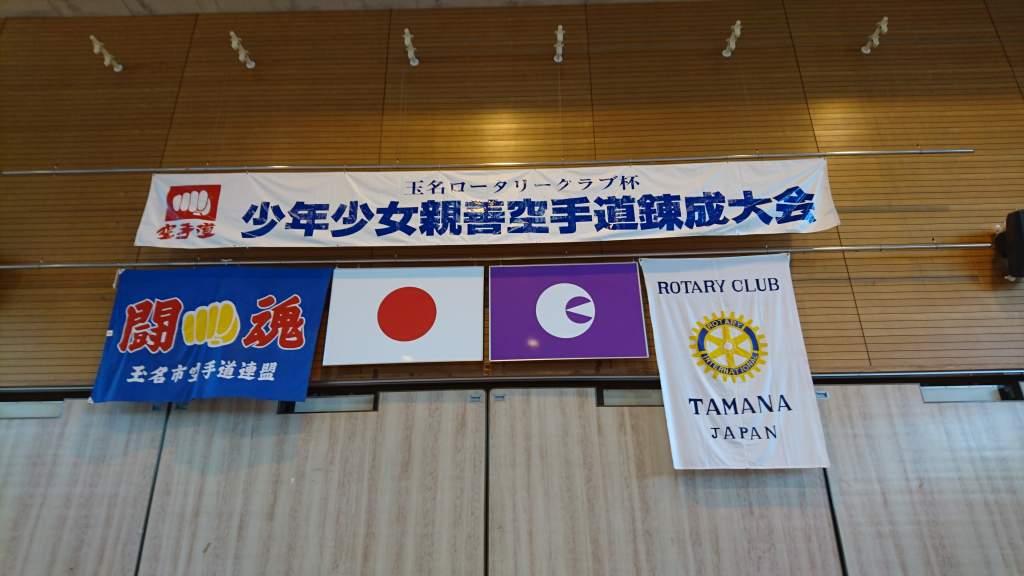 玉名ロータリークラブ杯
空手道
少年少女親善空手道錬成大会
闘 魂
玉名市空手道連盟
ROTARY CLUB
ROTARY
INTERNATIONAL
TAMANA
JAPAN